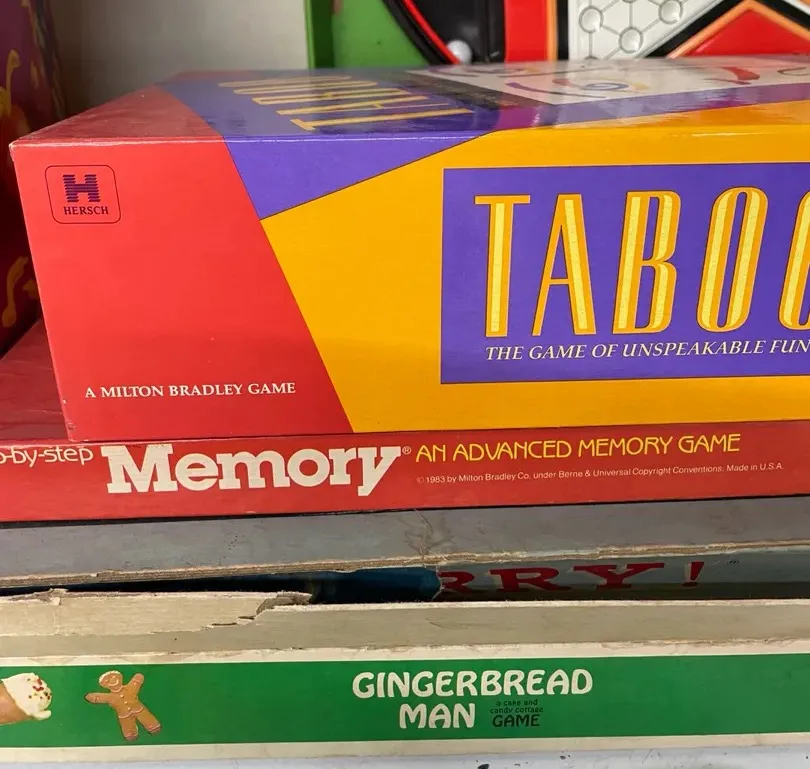 TABOO
HERSCH
TABOO
THE GAME OF UNSPEAKABLE FUN
A MILTON BRADLEY GAME
p-by-step Memory® AN ADVANCED MEMORY GAME
©1983 by Milton Bradley Co. under Berne & Universal Copyright Conventions. Made in U.S.A.
RRY!
GINGERBREAD
MAN
a cake and
candy cottage
GAME